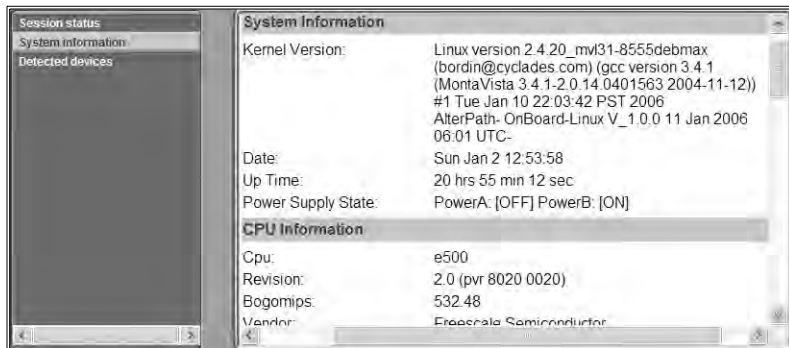 Session status
System information
Detected devices
System Information
Kernel Version: Linux version 2.4.20_mvl31-8555debmax
(bordin@cyclades.com) (gcc version 3.4.1
(MontaVista 3.4.1-2.0.14.0401563 2004-11-12))
#1 Tue Jan 10 22:03:42 PST 2006
AlterPath- OnBoard-Linux V_1.0.0 11 Jan 2006
06:01 UTC-
Date: Sun Jan 2 12:53:58
Up Time: 20 hrs 55 min 12 sec
Power Supply State: PowerA: [OFF] PowerB: [ON]
CPU Information
Cpu: e500
Revision: 2.0 (pvr 8020 0020)
Bogomips: 532.48
Vendor: Freescale Semiconductor